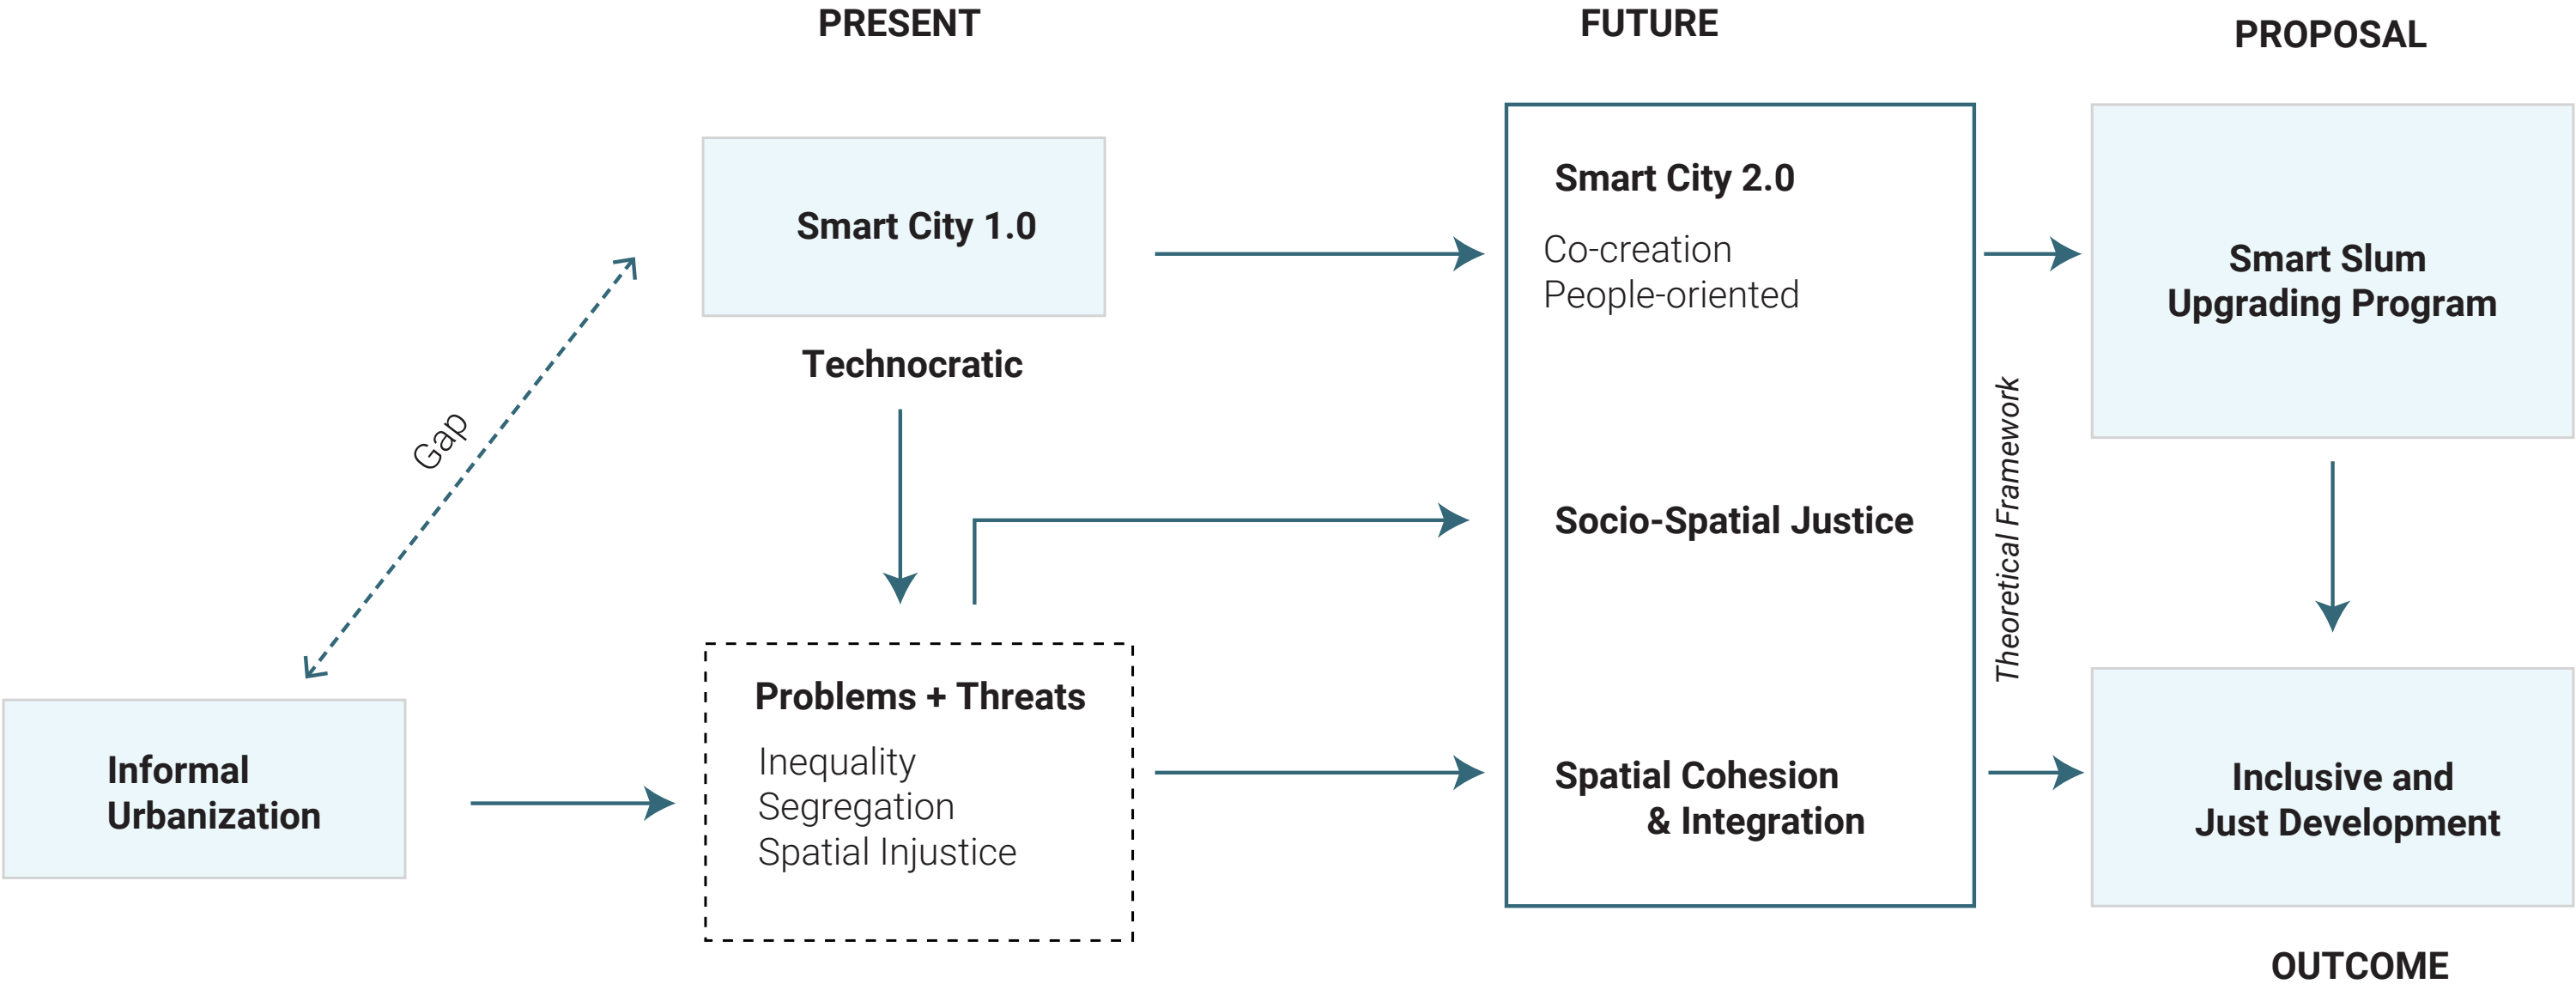 PRESENT
FUTURE
PROPOSAL
Smart City 1.0
Technocratic
Gap
Informal
Urbanization
Problems + Threats
Inequality
Segregation
Spatial Injustice
Smart City 2.0
Co-creation
People-oriented
Socio-Spatial Justice
Spatial Cohesion
& Integration
Theoretical Framework
Smart Slum
Upgrading Program
Inclusive and
Just Development
OUTCOME